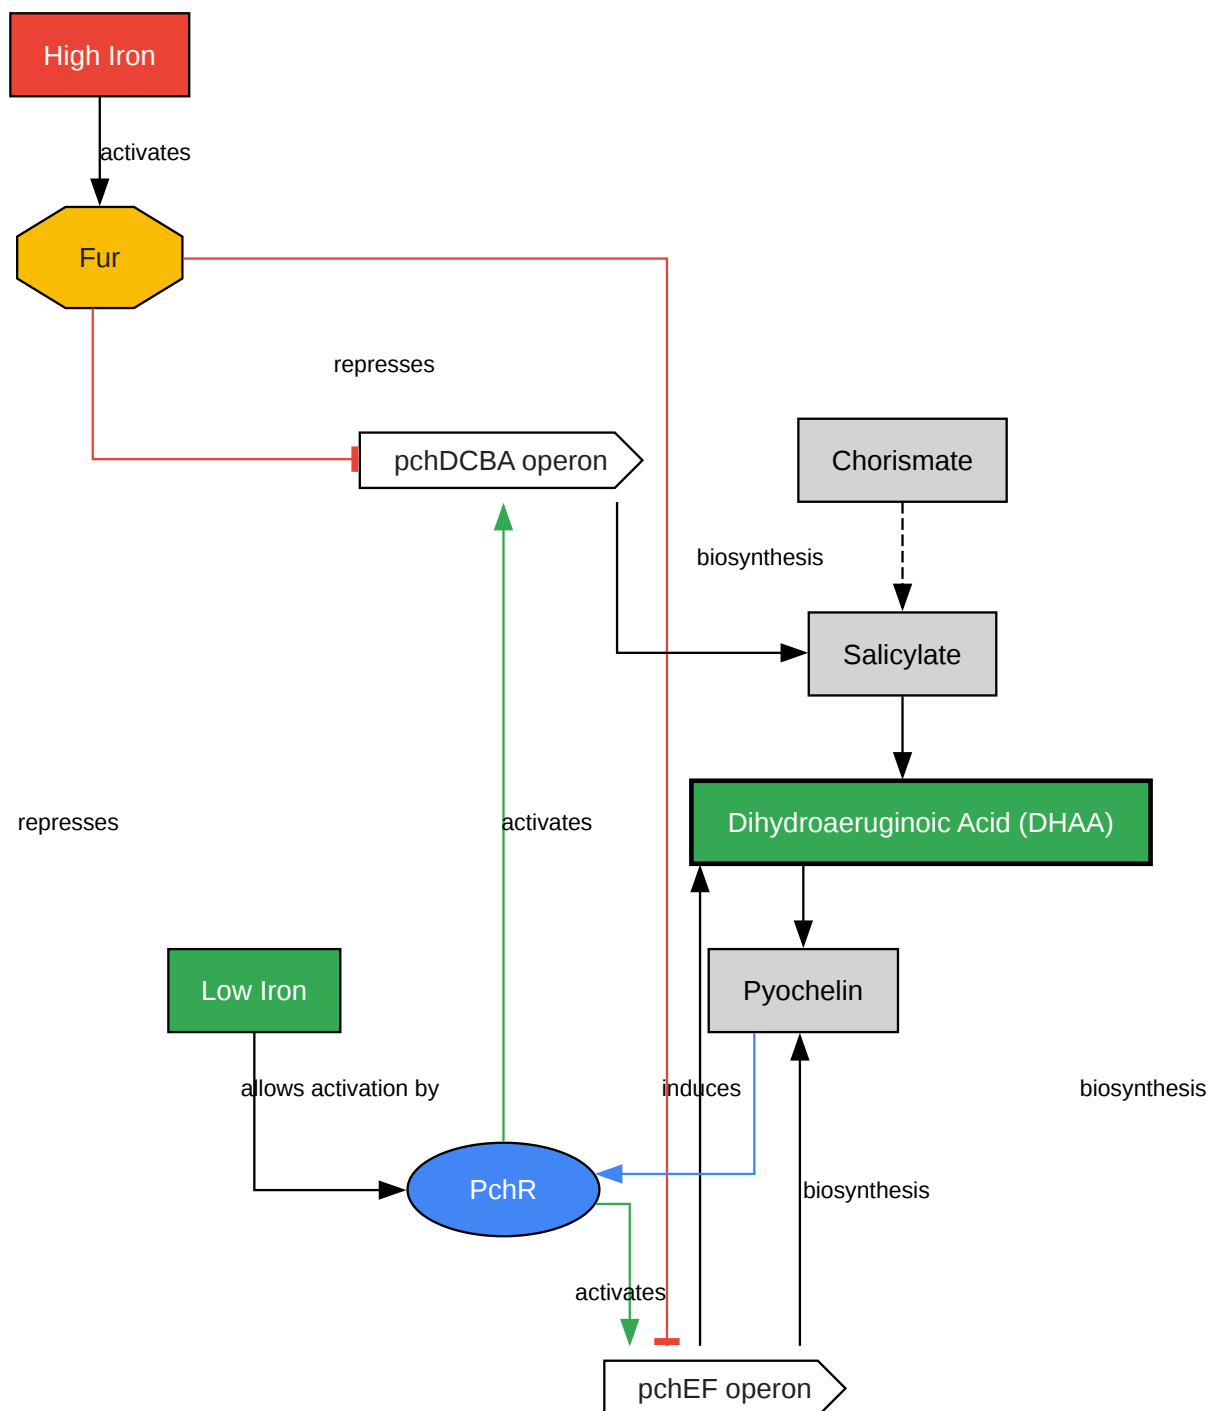 High Iron
activates
Fur
represses
pchDCBA operon
Chorismate
biosynthesis
Salicylate
represses
activates
Dihydroaeruginoic Acid (DHAA)
Low Iron
Pyochelin
allows activation by
induces
biosynthesis
PchR
biosynthesis
activates
pchEF operon